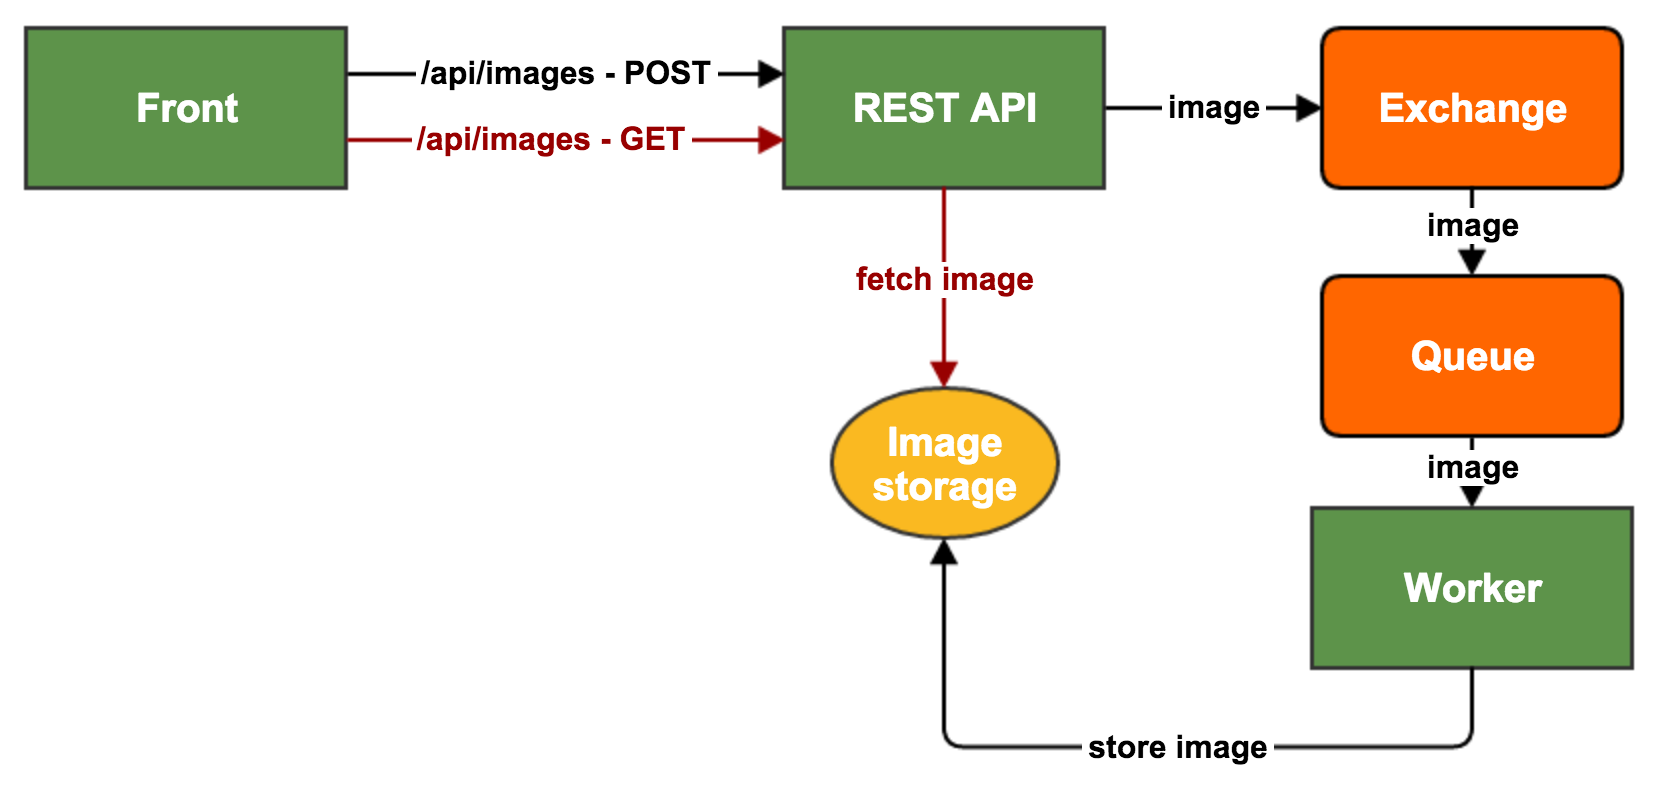 Front
/api/images - POST
/api/images - GET
REST API
image
Exchange
image
fetch image
Queue
Image
storage
image
Worker
store image